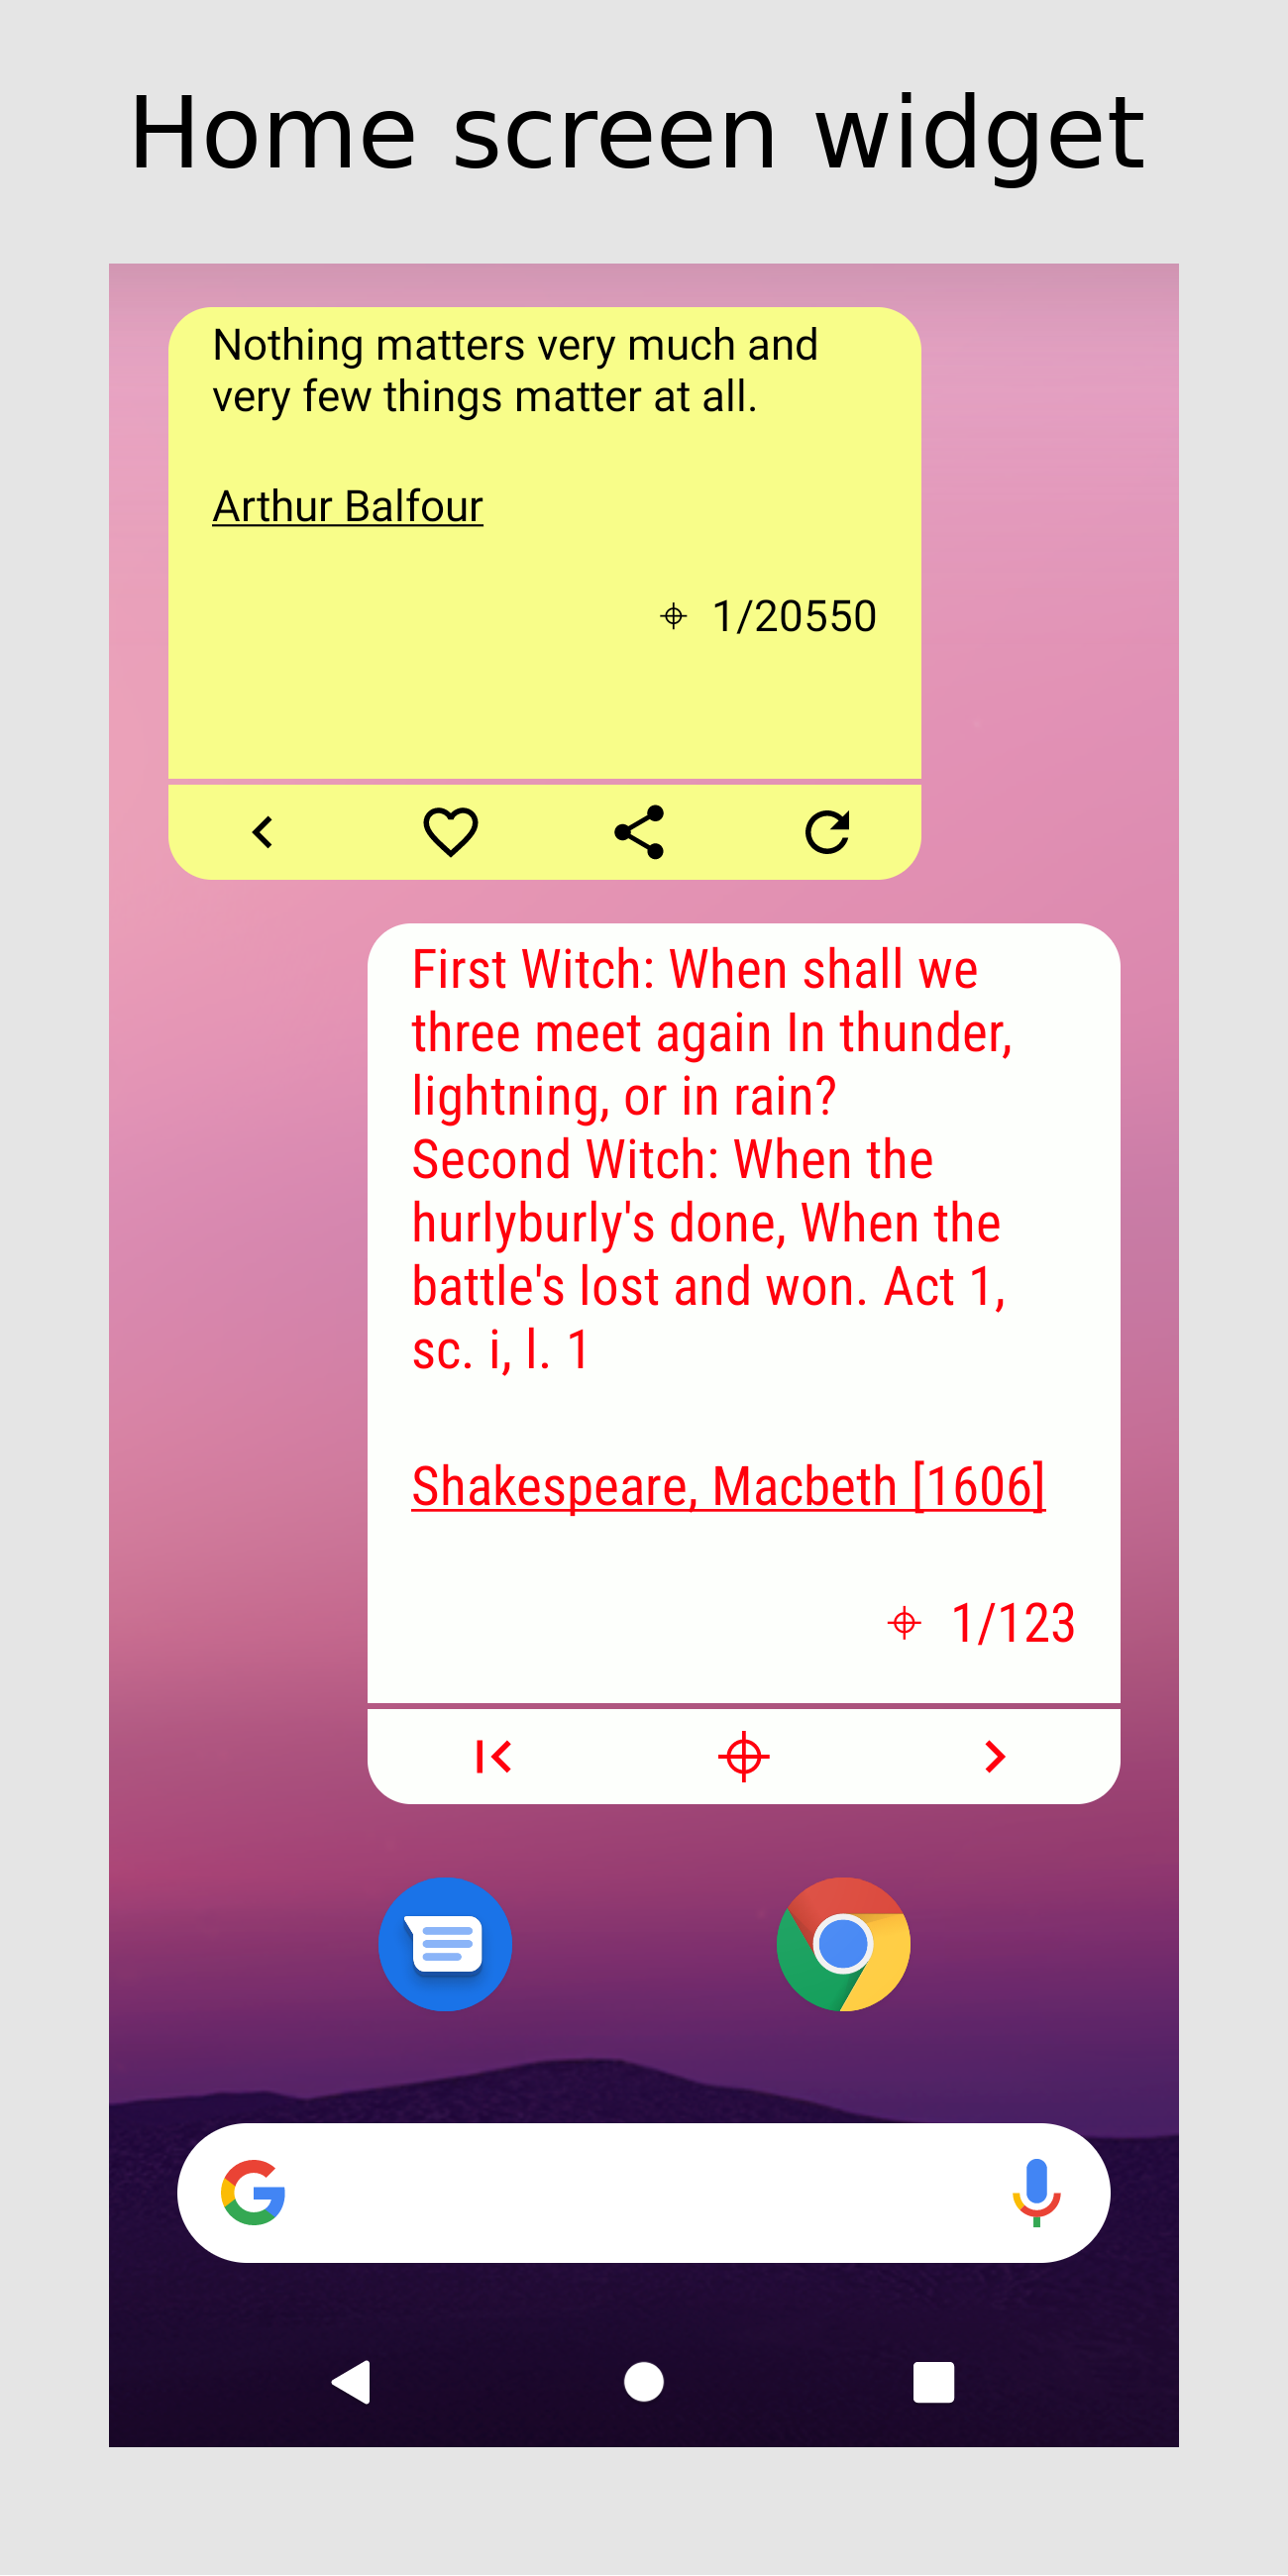 Home screen widget
Nothing matters very much and
very few things matter at all.
Arthur Balfour
1/20550
First Witch: When shall we
three meet again In thunder,
lightning, or in rain?
Second Witch: When the
hurlyburly's done, When the
battle's lost and won. Act 1,
sc. i, l. 1
Shakespeare, Macbeth [1606]
1/123